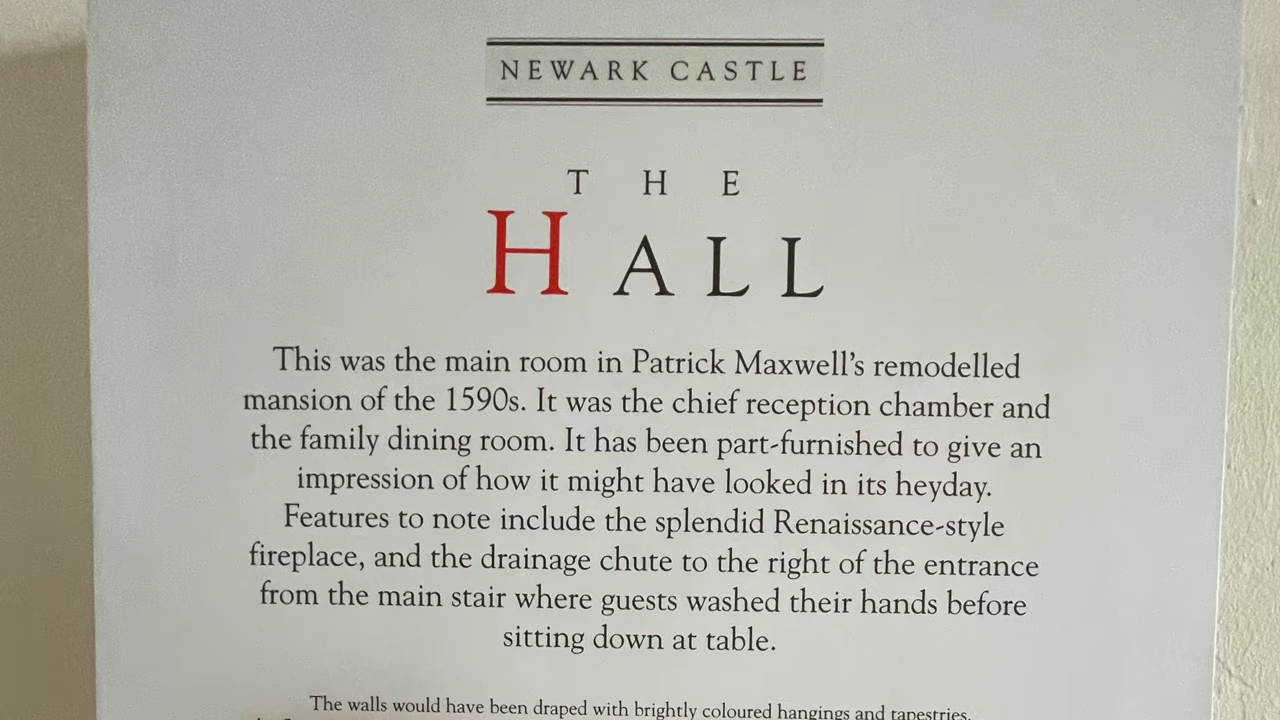 NEWARK CASTLE
THE
HALL
This was the main room in Patrick Maxwell's remodelled
mansion of the 1590s. It was the chief reception chamber and
the family dining room. It has been part-furnished to give an
impression of how it might have looked in its heyday.
Features to note include the splendid Renaissance-style
fireplace, and the drainage chute to the right of the entrance
from the main stair where guests washed their hands before
sitting down at table.
The walls would have been draped with brightly coloured hangings and tapestries,